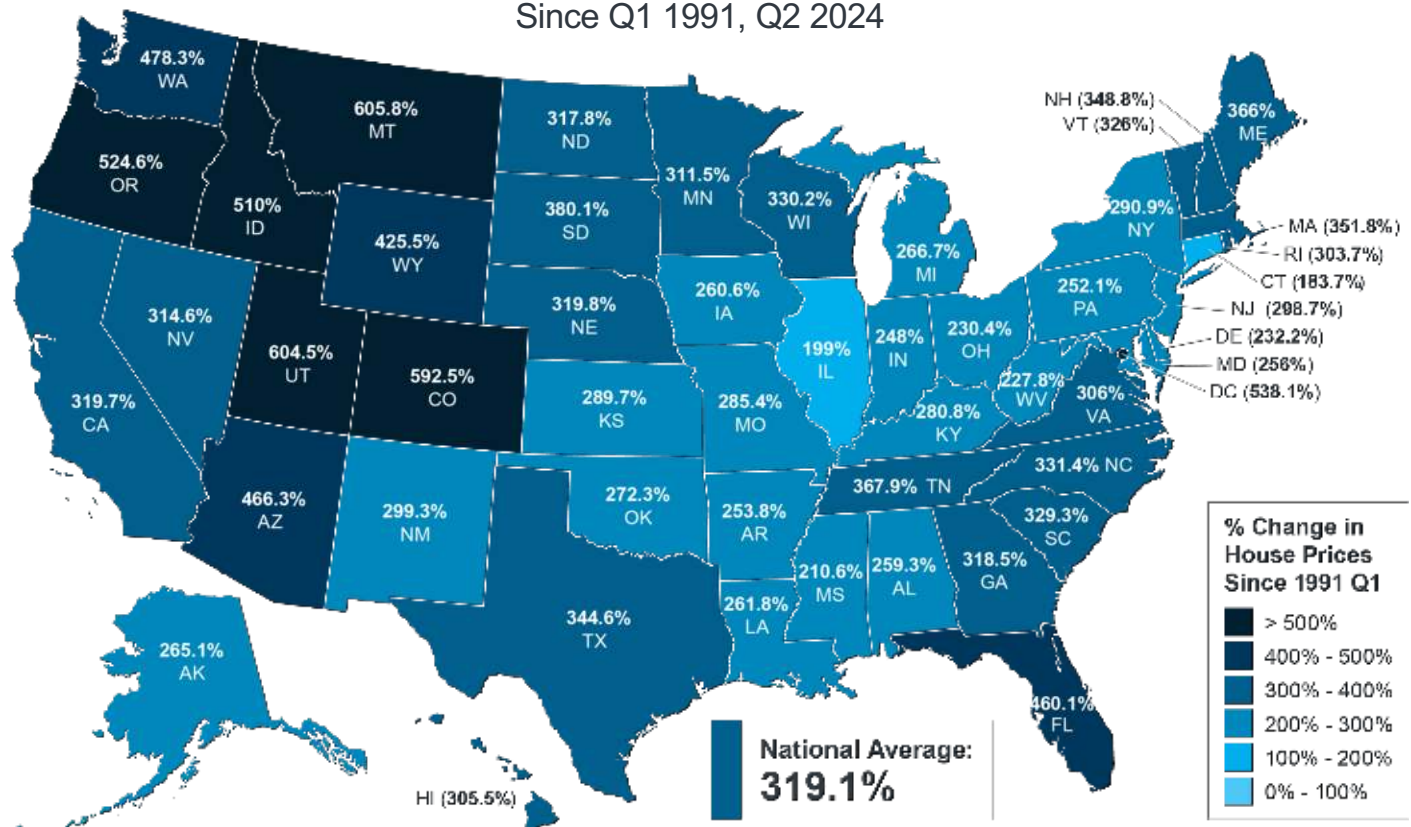 Since Q1 1991, Q2 2024
478.3%
WA
605.8%
MT
317.8%
ND
NH (348.8%)
VT (326%)
366%
ME
524.6%
OR
510%
ID
311.5%
MN
330.2%
WI
380.1%
SD
425.5%
WY
290.9%
NY
MA (351.8%)
RI (303.7%)
CT (183.7%)
266.7%
MI
260.6%
IA
252.1%
PA
NJ (298.7%)
314.6%
NV
319.8%
NE
DE (232.2%)
MD (256%)
DC (538.1%)
604.5%
UT
592.5%
CO
199%
IL
248%
IN
230.4%
OH
227.8%
WV
306%
VA
319.7%
CA
289.7%
KS
285.4%
MO
280.8%
KY
331.4% NC
367.9% TN
466.3%
AZ
299.3%
NM
272.3%
OK
253.8%
AR
329.3%
SC
210.6%
MS
259.3%
AL
318.5%
GA
261.8%
LA
344.6%
TX
265.1%
AK
460.1%
FL
HI (305.5%)
National Average:
319.1%
% Change in
House Prices
Since 1991 Q1
> 500%
400% - 500%
300% - 400%
200% - 300%
100% - 200%
0% - 100%